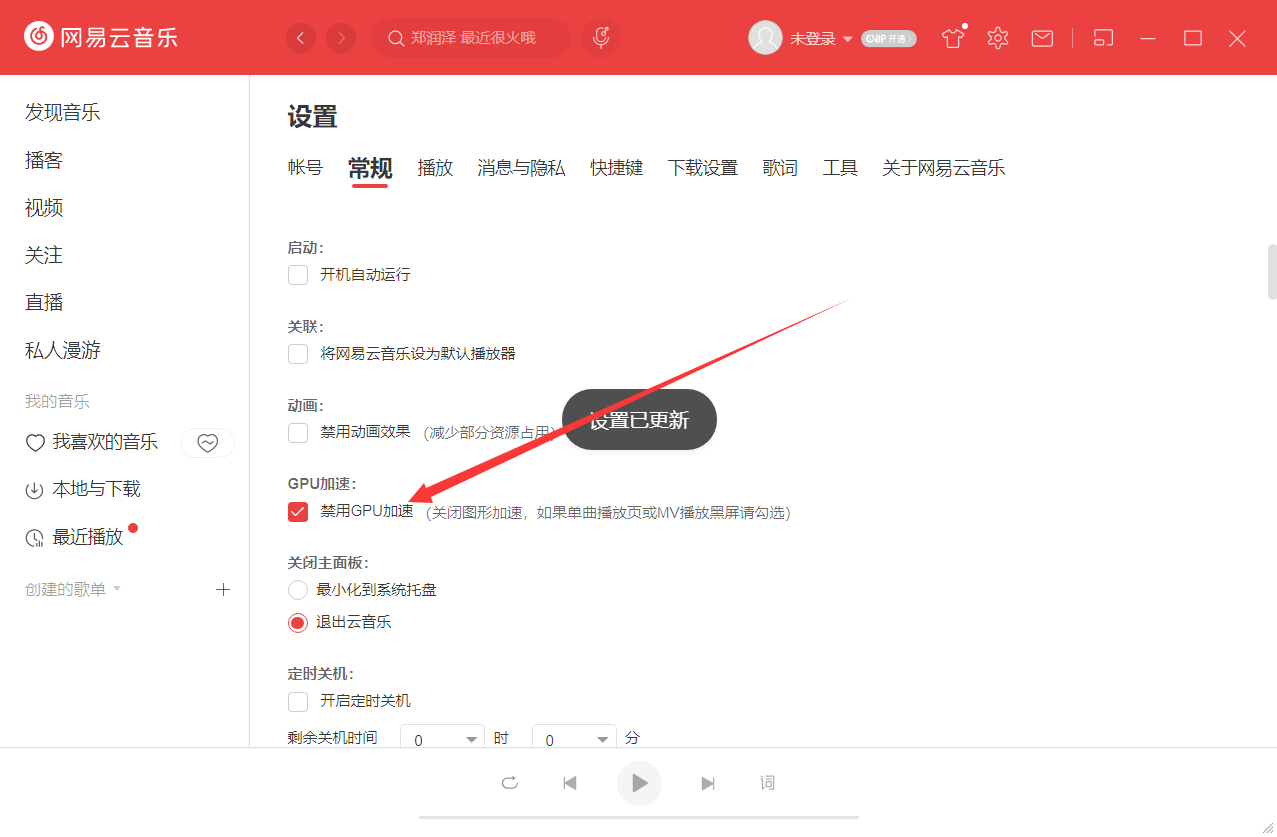 网易云音乐
郑润泽 最近很火哦
未登录
VIP 开通
发现音乐
播客
视频
关注
直播
私人漫游
我的音乐
我喜欢的音乐
本地与下载
最近播放
创建的歌单
设置
帐号 常规 播放 消息与隐私 快捷键 下载设置 歌词 工具 关于网易云音乐
启动:
开机自动运行
关联:
将网易云音乐设为默认播放器
动画:
禁用动画效果 (减少部分资源占用)
设置已更新
GPU加速:
禁用GPU加速 (关闭图形加速，如果单曲播放页或MV播放黑屏请勾选)
关闭主面板:
最小化到系统托盘
退出云音乐
定时关机:
开启定时关机
剩余关机时间 0 时 0 分
词